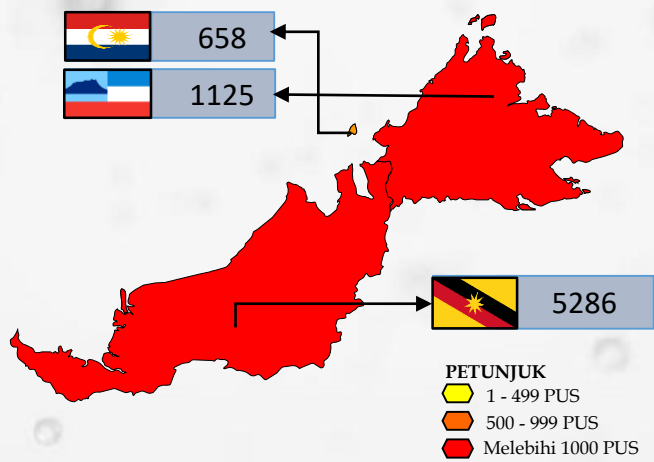 658
1125
5286
PETUNJUK
1 - 499 PUS
500 - 999 PUS
Melebihi 1000 PUS